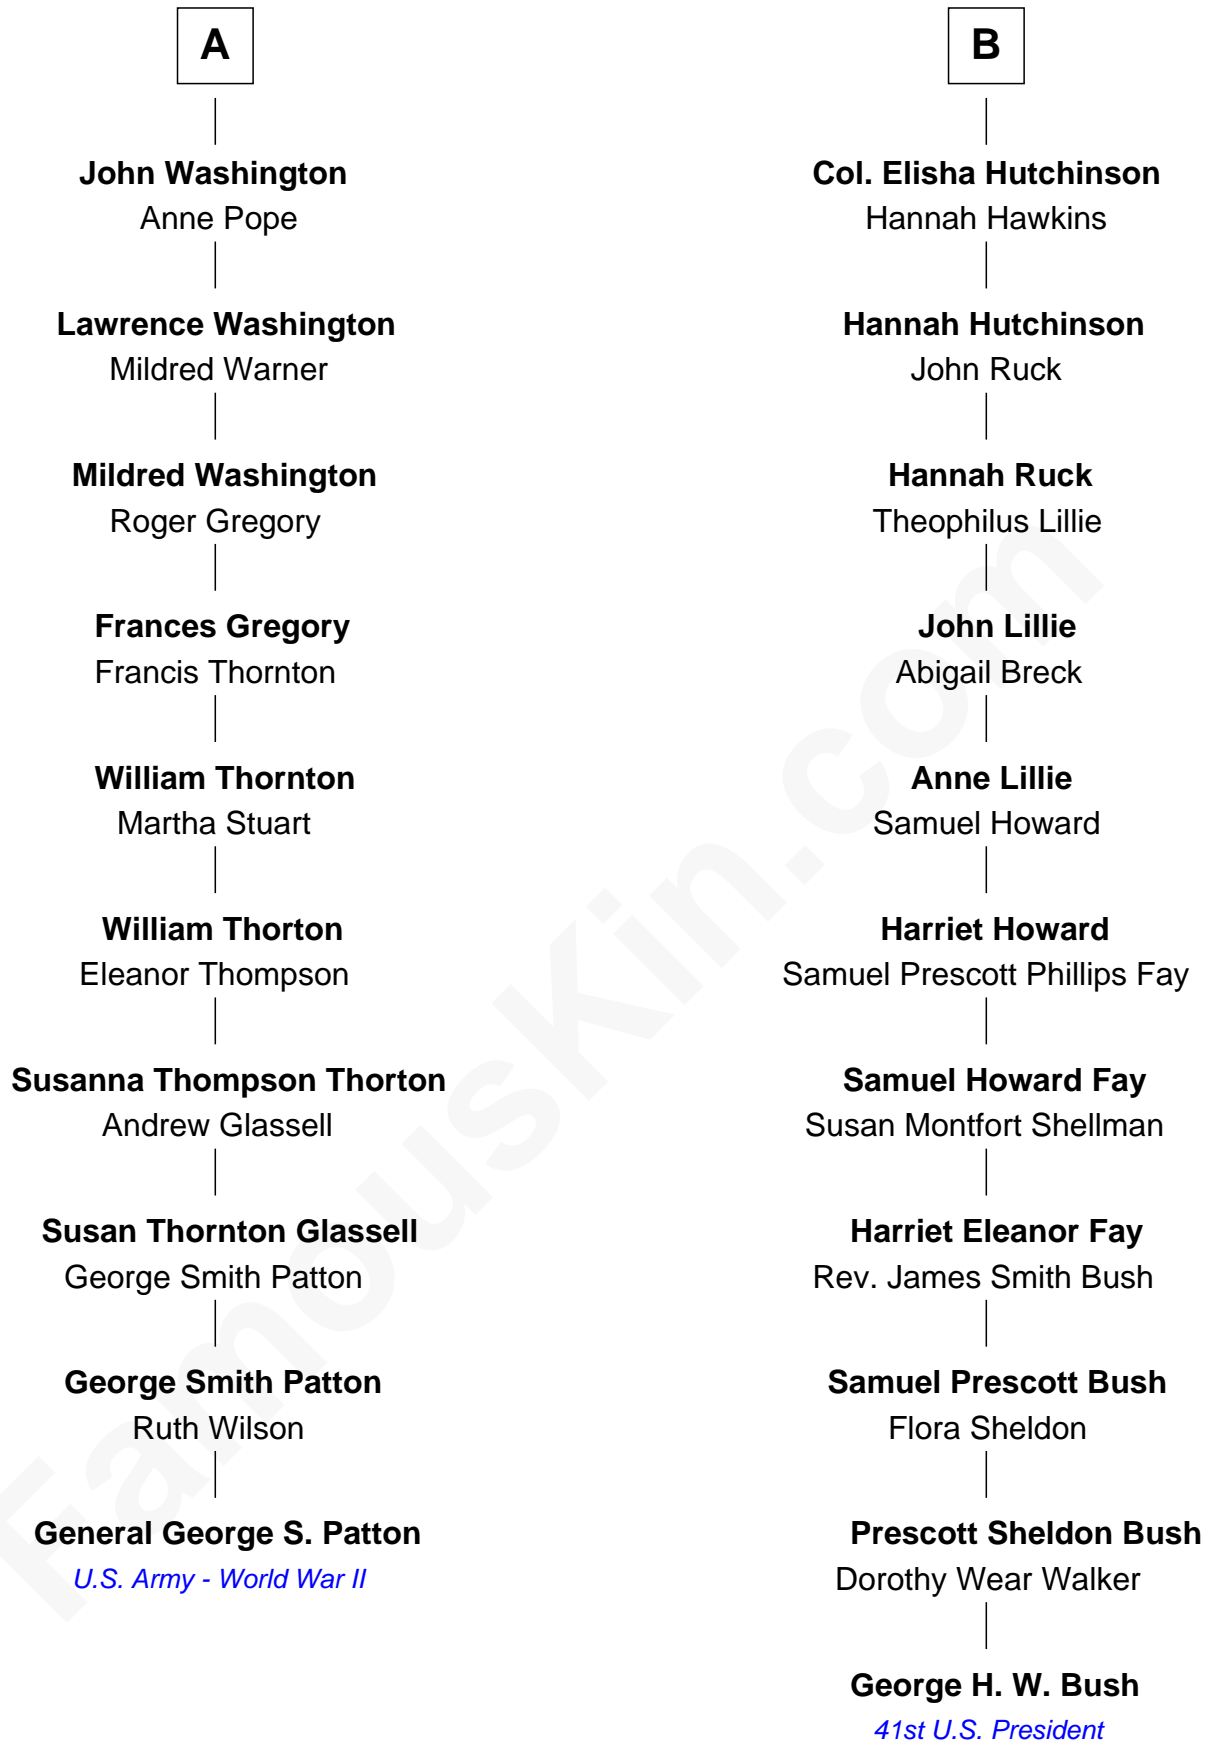 A
John Washington
Anne Pope
Lawrence Washington
Mildred Warner
Mildred Washington
Roger Gregory
Frances Gregory
Francis Thornton
William Thornton
Martha Stuart
William Thorton
Eleanor Thompson
Susanna Thompson Thorton
Andrew Glassell
Susan Thornton Glassell
George Smith Patton
George Smith Patton
Ruth Wilson
General George S. Patton
U.S. Army - World War II
B
Col. Elisha Hutchinson
Hannah Hawkins
Hannah Hutchinson
John Ruck
Hannah Ruck
Theophilus Lillie
John Lillie
Abigail Breck
Anne Lillie
Samuel Howard
Harriet Howard
Samuel Prescott Phillips Fay
Samuel Howard Fay
Susan Montfort Shellman
Harriet Eleanor Fay
Rev. James Smith Bush
Samuel Prescott Bush
Flora Sheldon
Prescott Sheldon Bush
Dorothy Wear Walker
George H. W. Bush
41st U.S. President
FamousKin.com